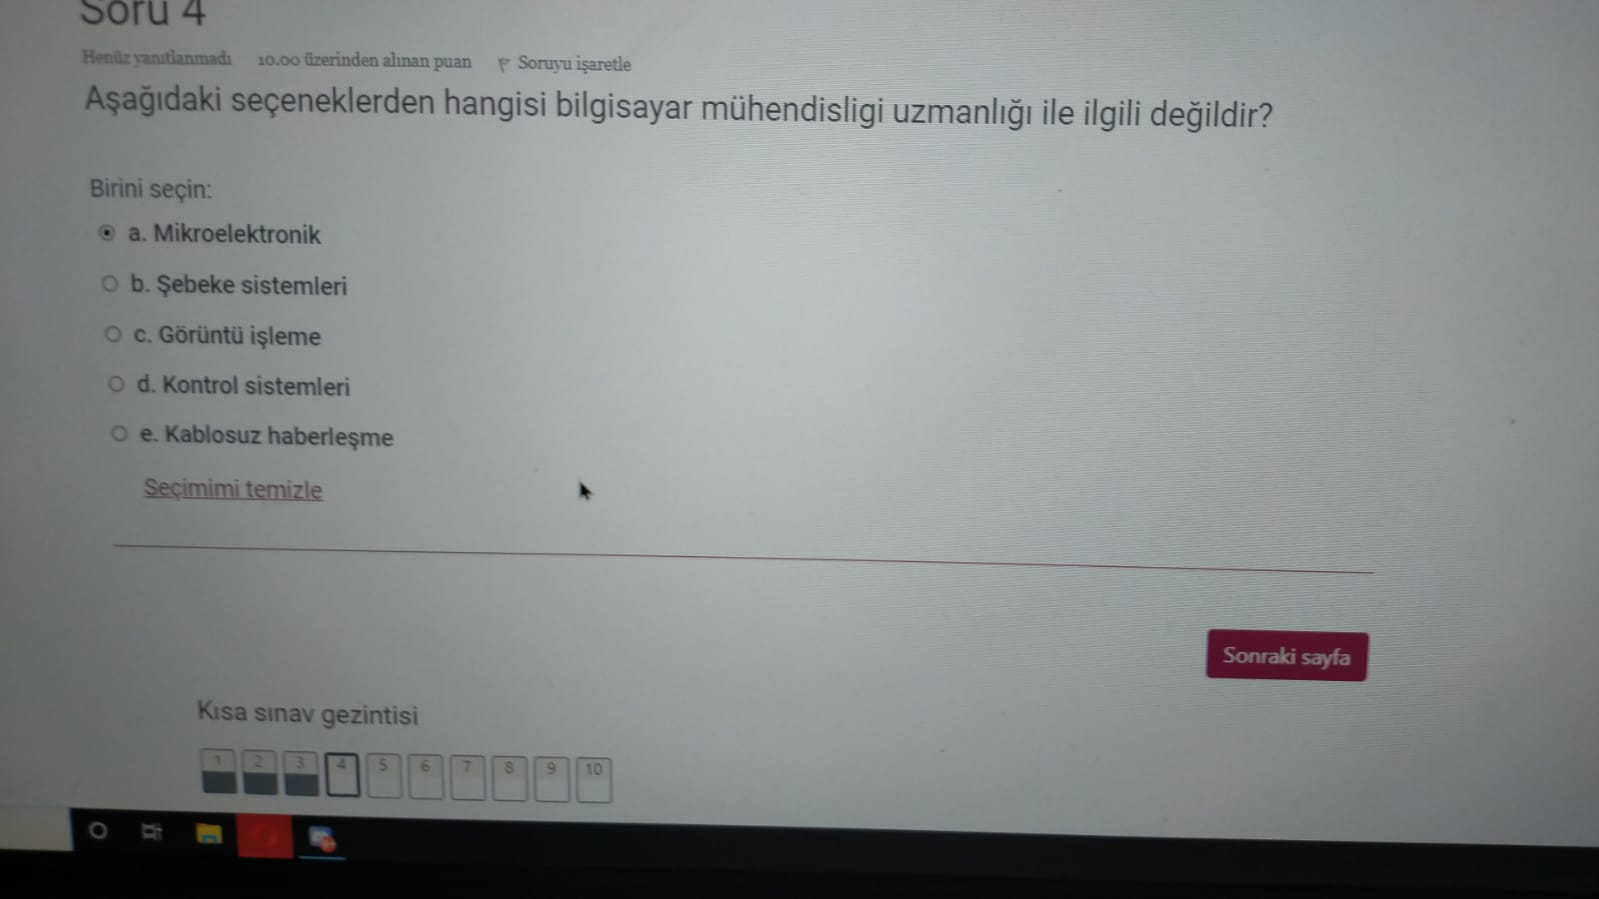 Soru 4
Henüz yanıtlanmadı 10.00 üzerinden alınan puan Soruyu işaretle
Aşağıdaki seçeneklerden hangisi bilgisayar mühendisligi uzmanlığı ile ilgili değildir?
Birini seçin:
a. Mikroelektronik
b. Şebeke sistemleri
c. Görüntü işleme
d. Kontrol sistemleri
e. Kablosuz haberleşme
Seçimimi temizle
Sonraki sayfa
Kısa sınav gezintisi
1 2 3 4 5 6 7 8 9 10